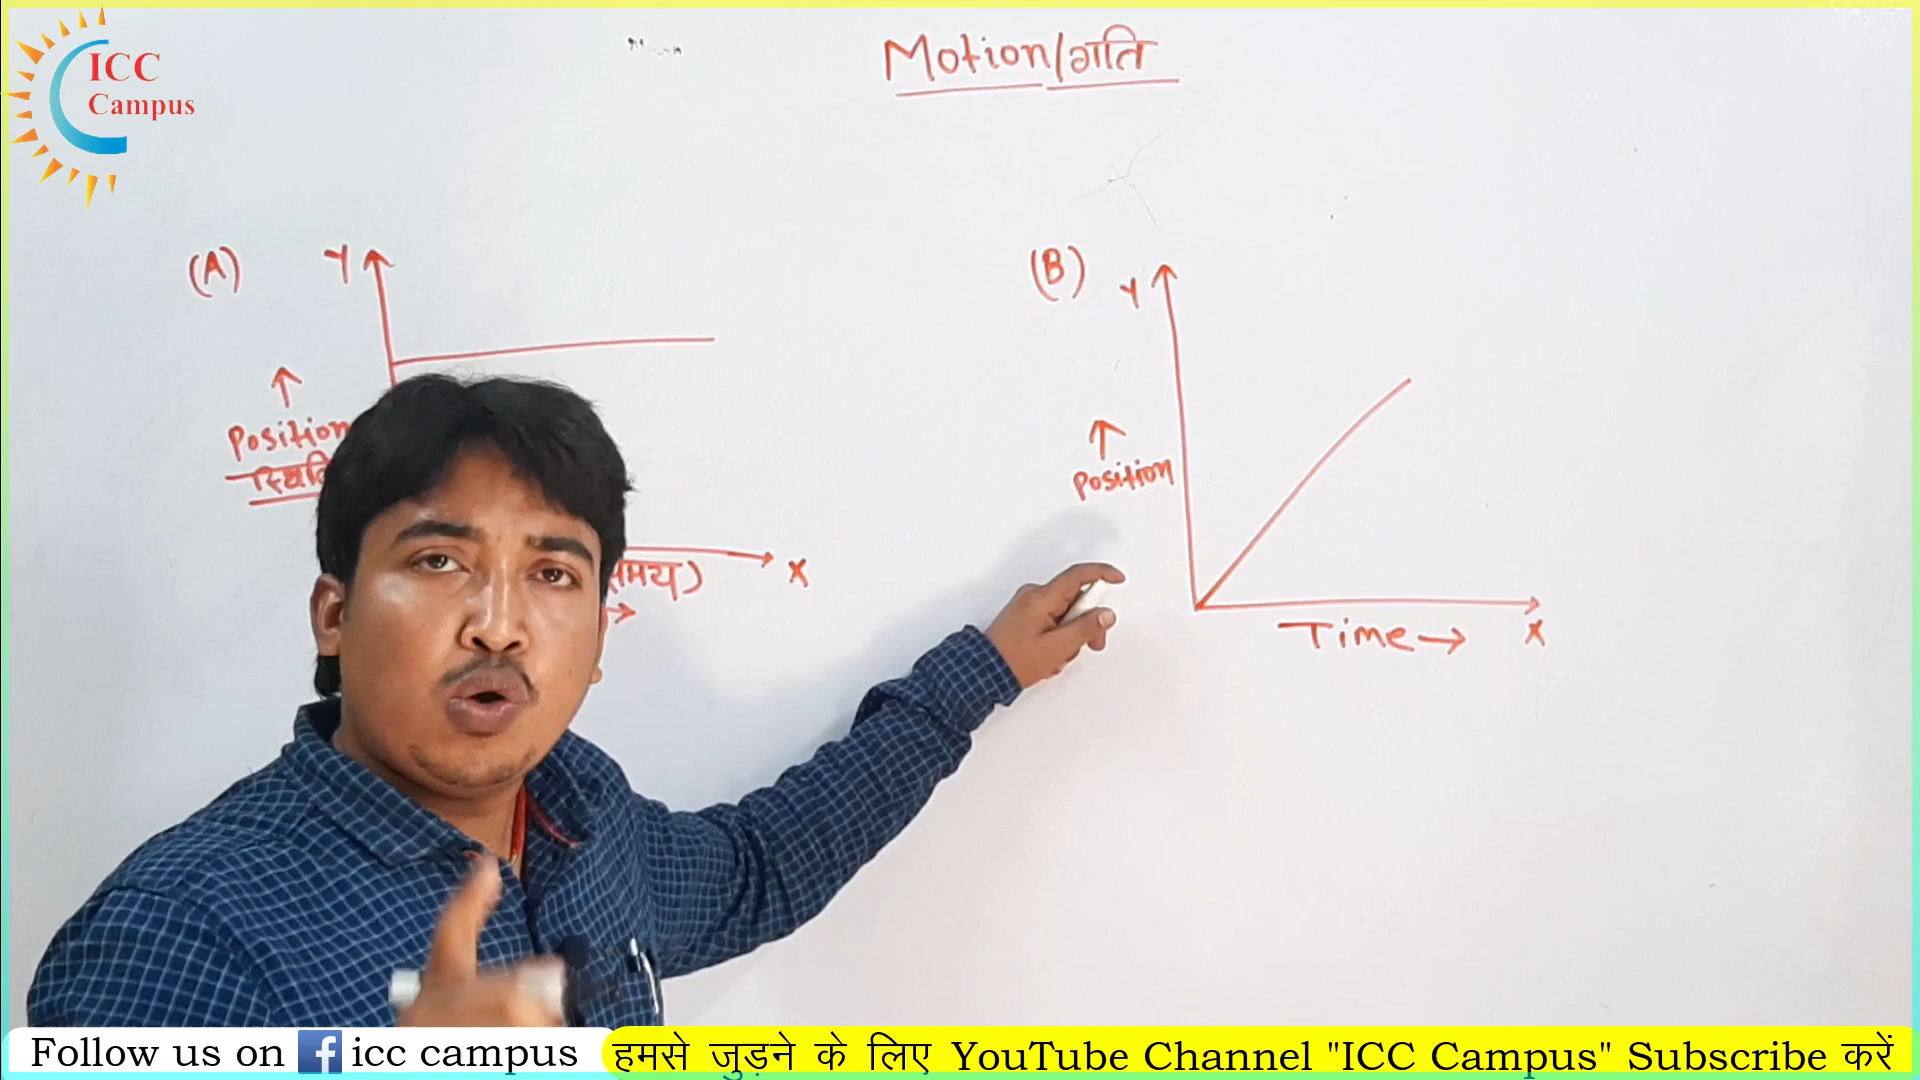 ICC
Campus
Motion/गति
(A)
Y
Position
समय)
X
(B)
Y
Position
Time→
X
Follow us on f icc campus
हमसे जुड़ने के लिए YouTube Channel "ICC Campus" Subscribe करें